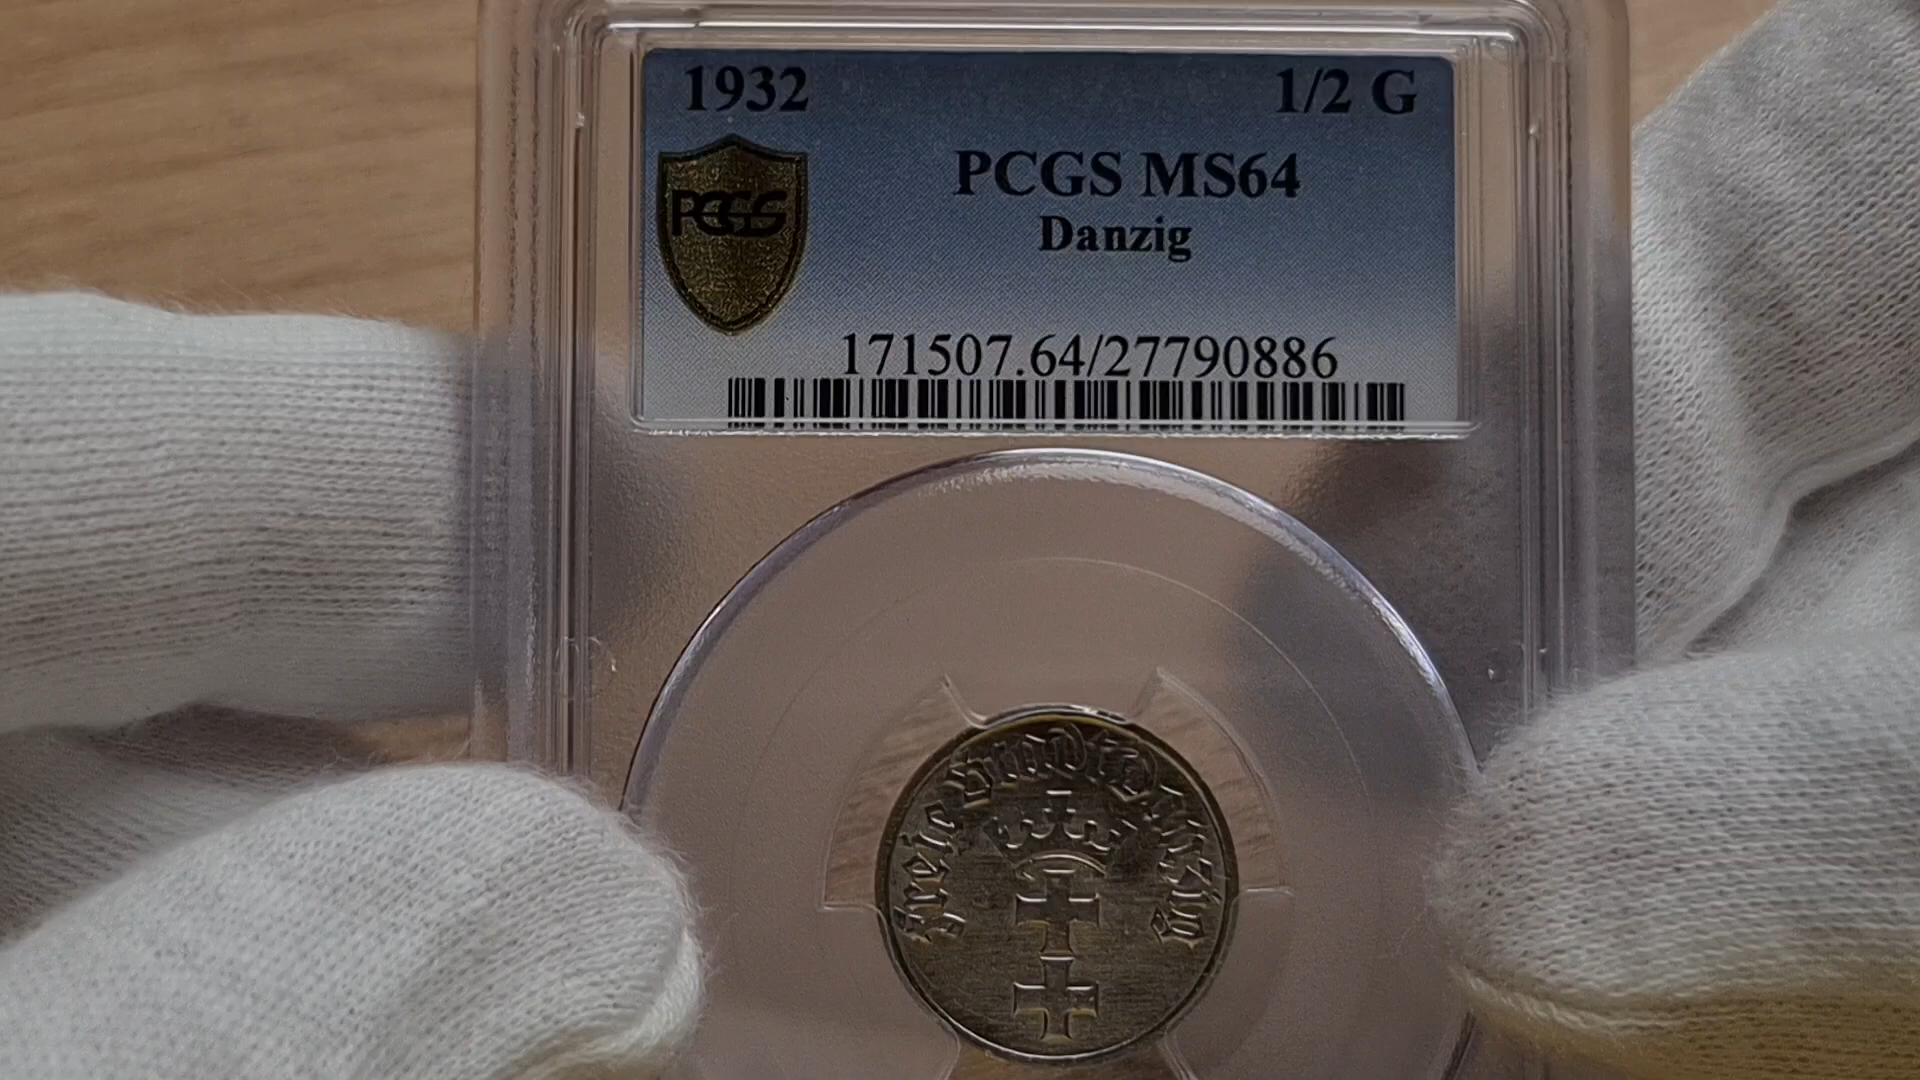 1932 1/2 G
PCGS MS64
Danzig
PCGS
171507.64/27790886
Freie Stadt Danzig